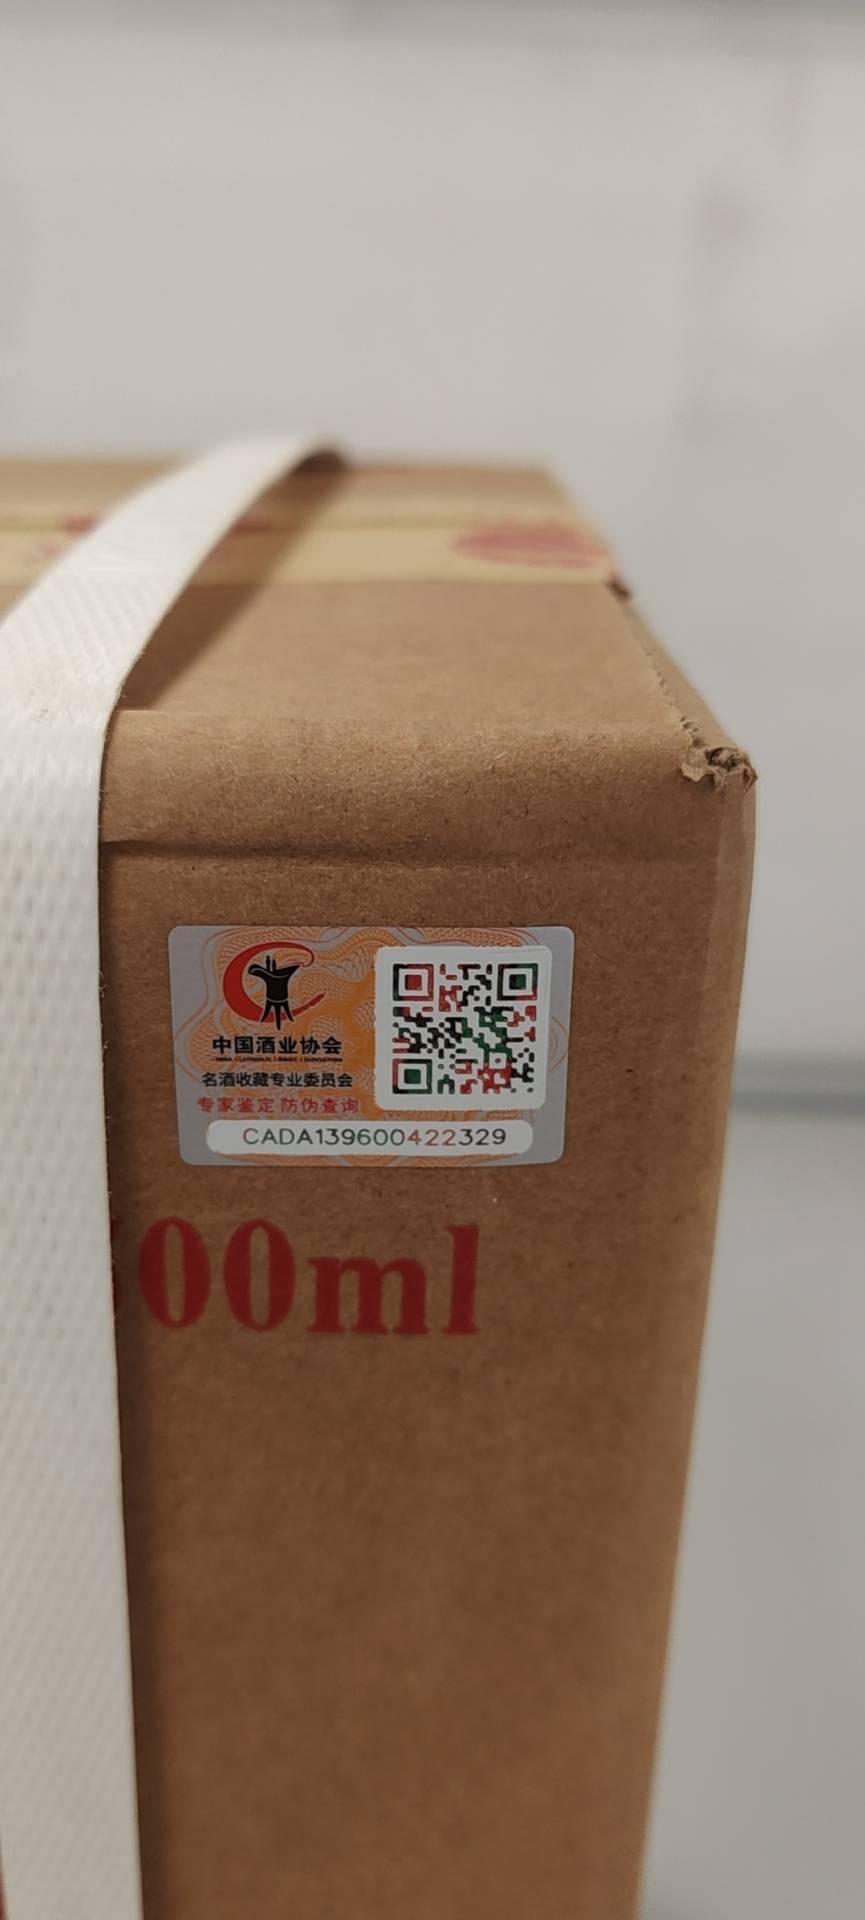 中国酒业协会
名酒收藏专业委员会
专家鉴定 防伪查询
CADA139600422329
00ml